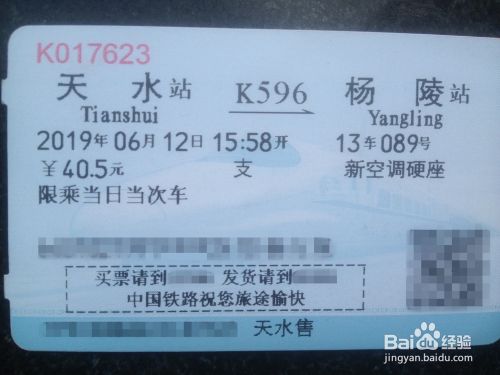 K017623
天水站 K596 杨陵站
Tianshui Yangling
2019年06月12日15:58开 13车089号
¥40.5元 支 新空调硬座
限乘当日当次车
买票请到 发货请到
中国铁路祝您旅途愉快
天水售
Baidu经验
jingyan.baidu.com